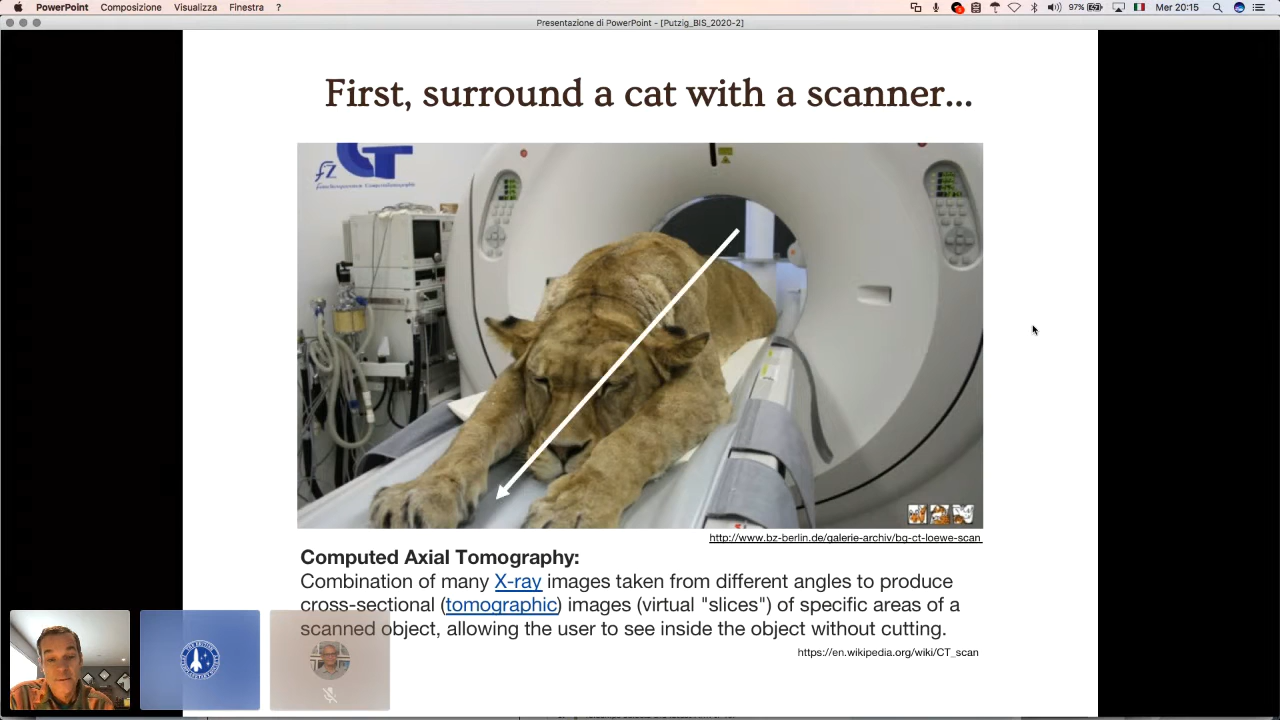 PowerPoint Composizione Visualizza Finestra ? 97% Mer 20:15
Presentazione di PowerPoint - [Putzig_BIS_2020-2]
First, surround a cat with a scanner...
fz CT
http://www.bz-berlin.de/galerie-archiv/bg-ct-loewe-scan
Computed Axial Tomography:
Combination of many X-ray images taken from different angles to produce
cross-sectional (tomographic) images (virtual "slices") of specific areas of a
scanned object, allowing the user to see inside the object without cutting.
https://en.wikipedia.org/wiki/CT_scan